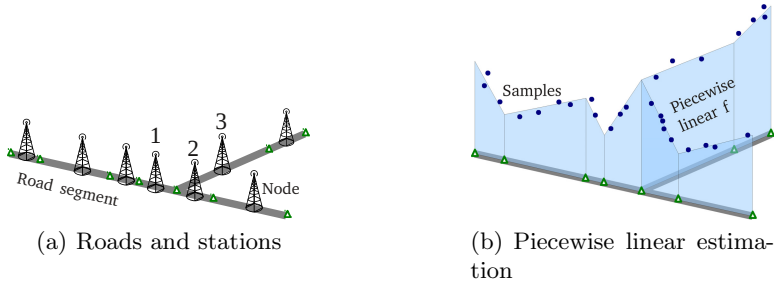 1
2
3
Road segment
Node
(a) Roads and stations
Samples
Piecewise
linear f
(b) Piecewise linear estima-
tion